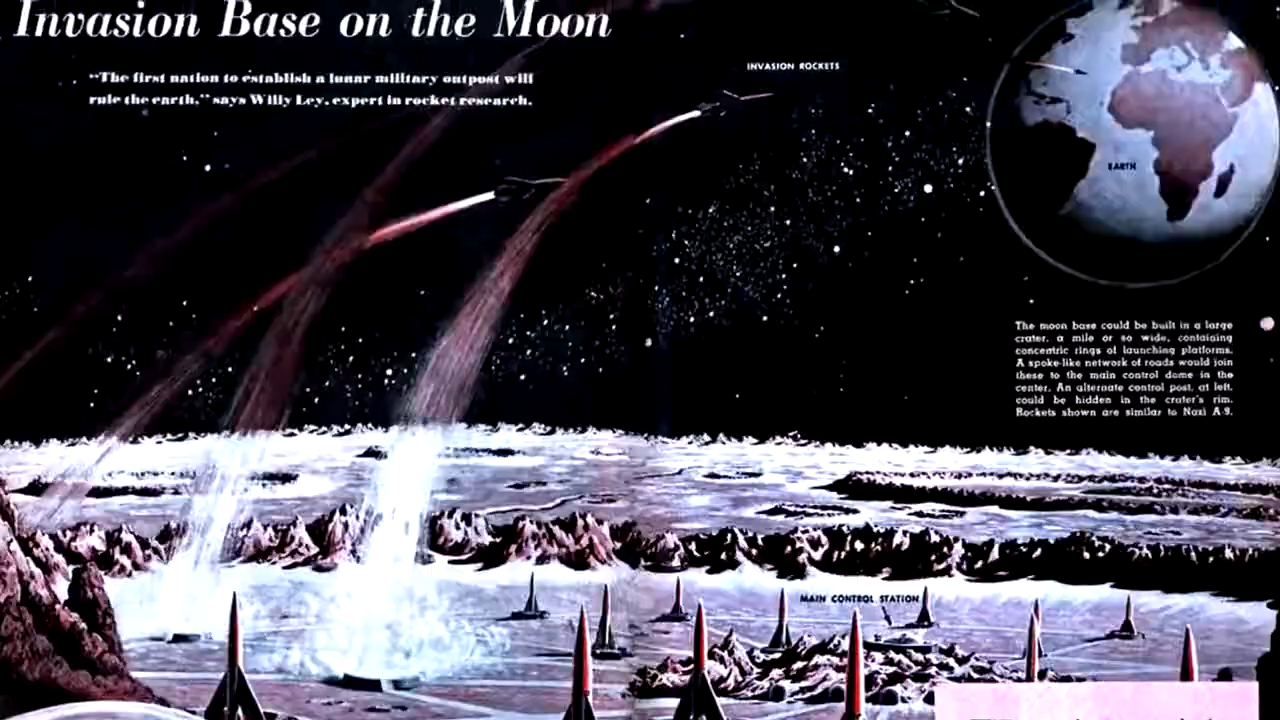 Invasion Base on the Moon
"The first nation to establish a lunar military outpost will
rule the earth," says Willy Ley, expert in rocket research.
INVASION ROCKETS
EARTH
The moon base could be built in a large
crater, a mile or so wide, containing
concentric rings of launching platforms.
A spoke-like network of roads would join
these to the main control dome in the
center. An alternate control post, at left,
could be hidden in the crater's rim.
Rockets shown are similar to Nazi A-9.
MAIN CONTROL STATION